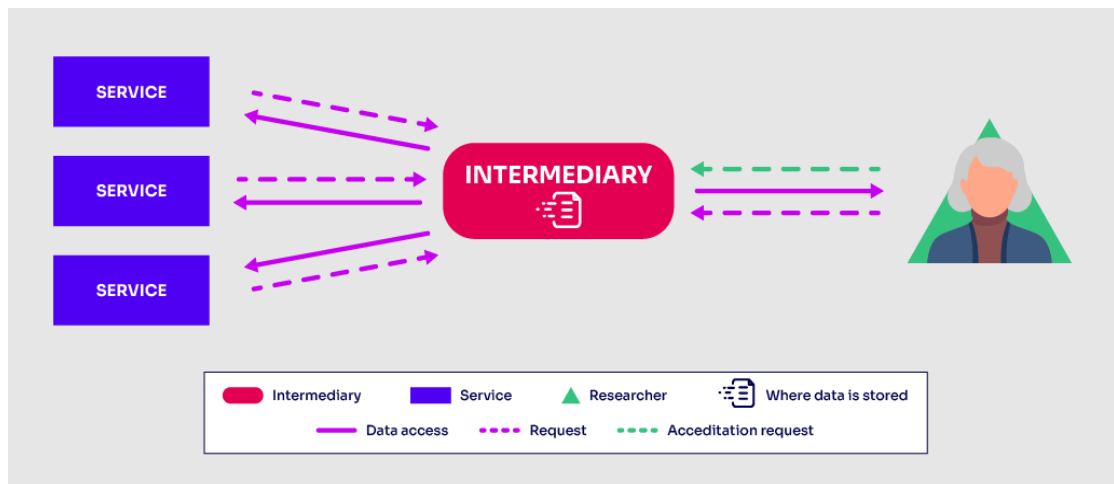 SERVICE
SERVICE
SERVICE
INTERMEDIARY
Intermediary
Service
Researcher
Where data is stored
Data access
Request
Acceditation request